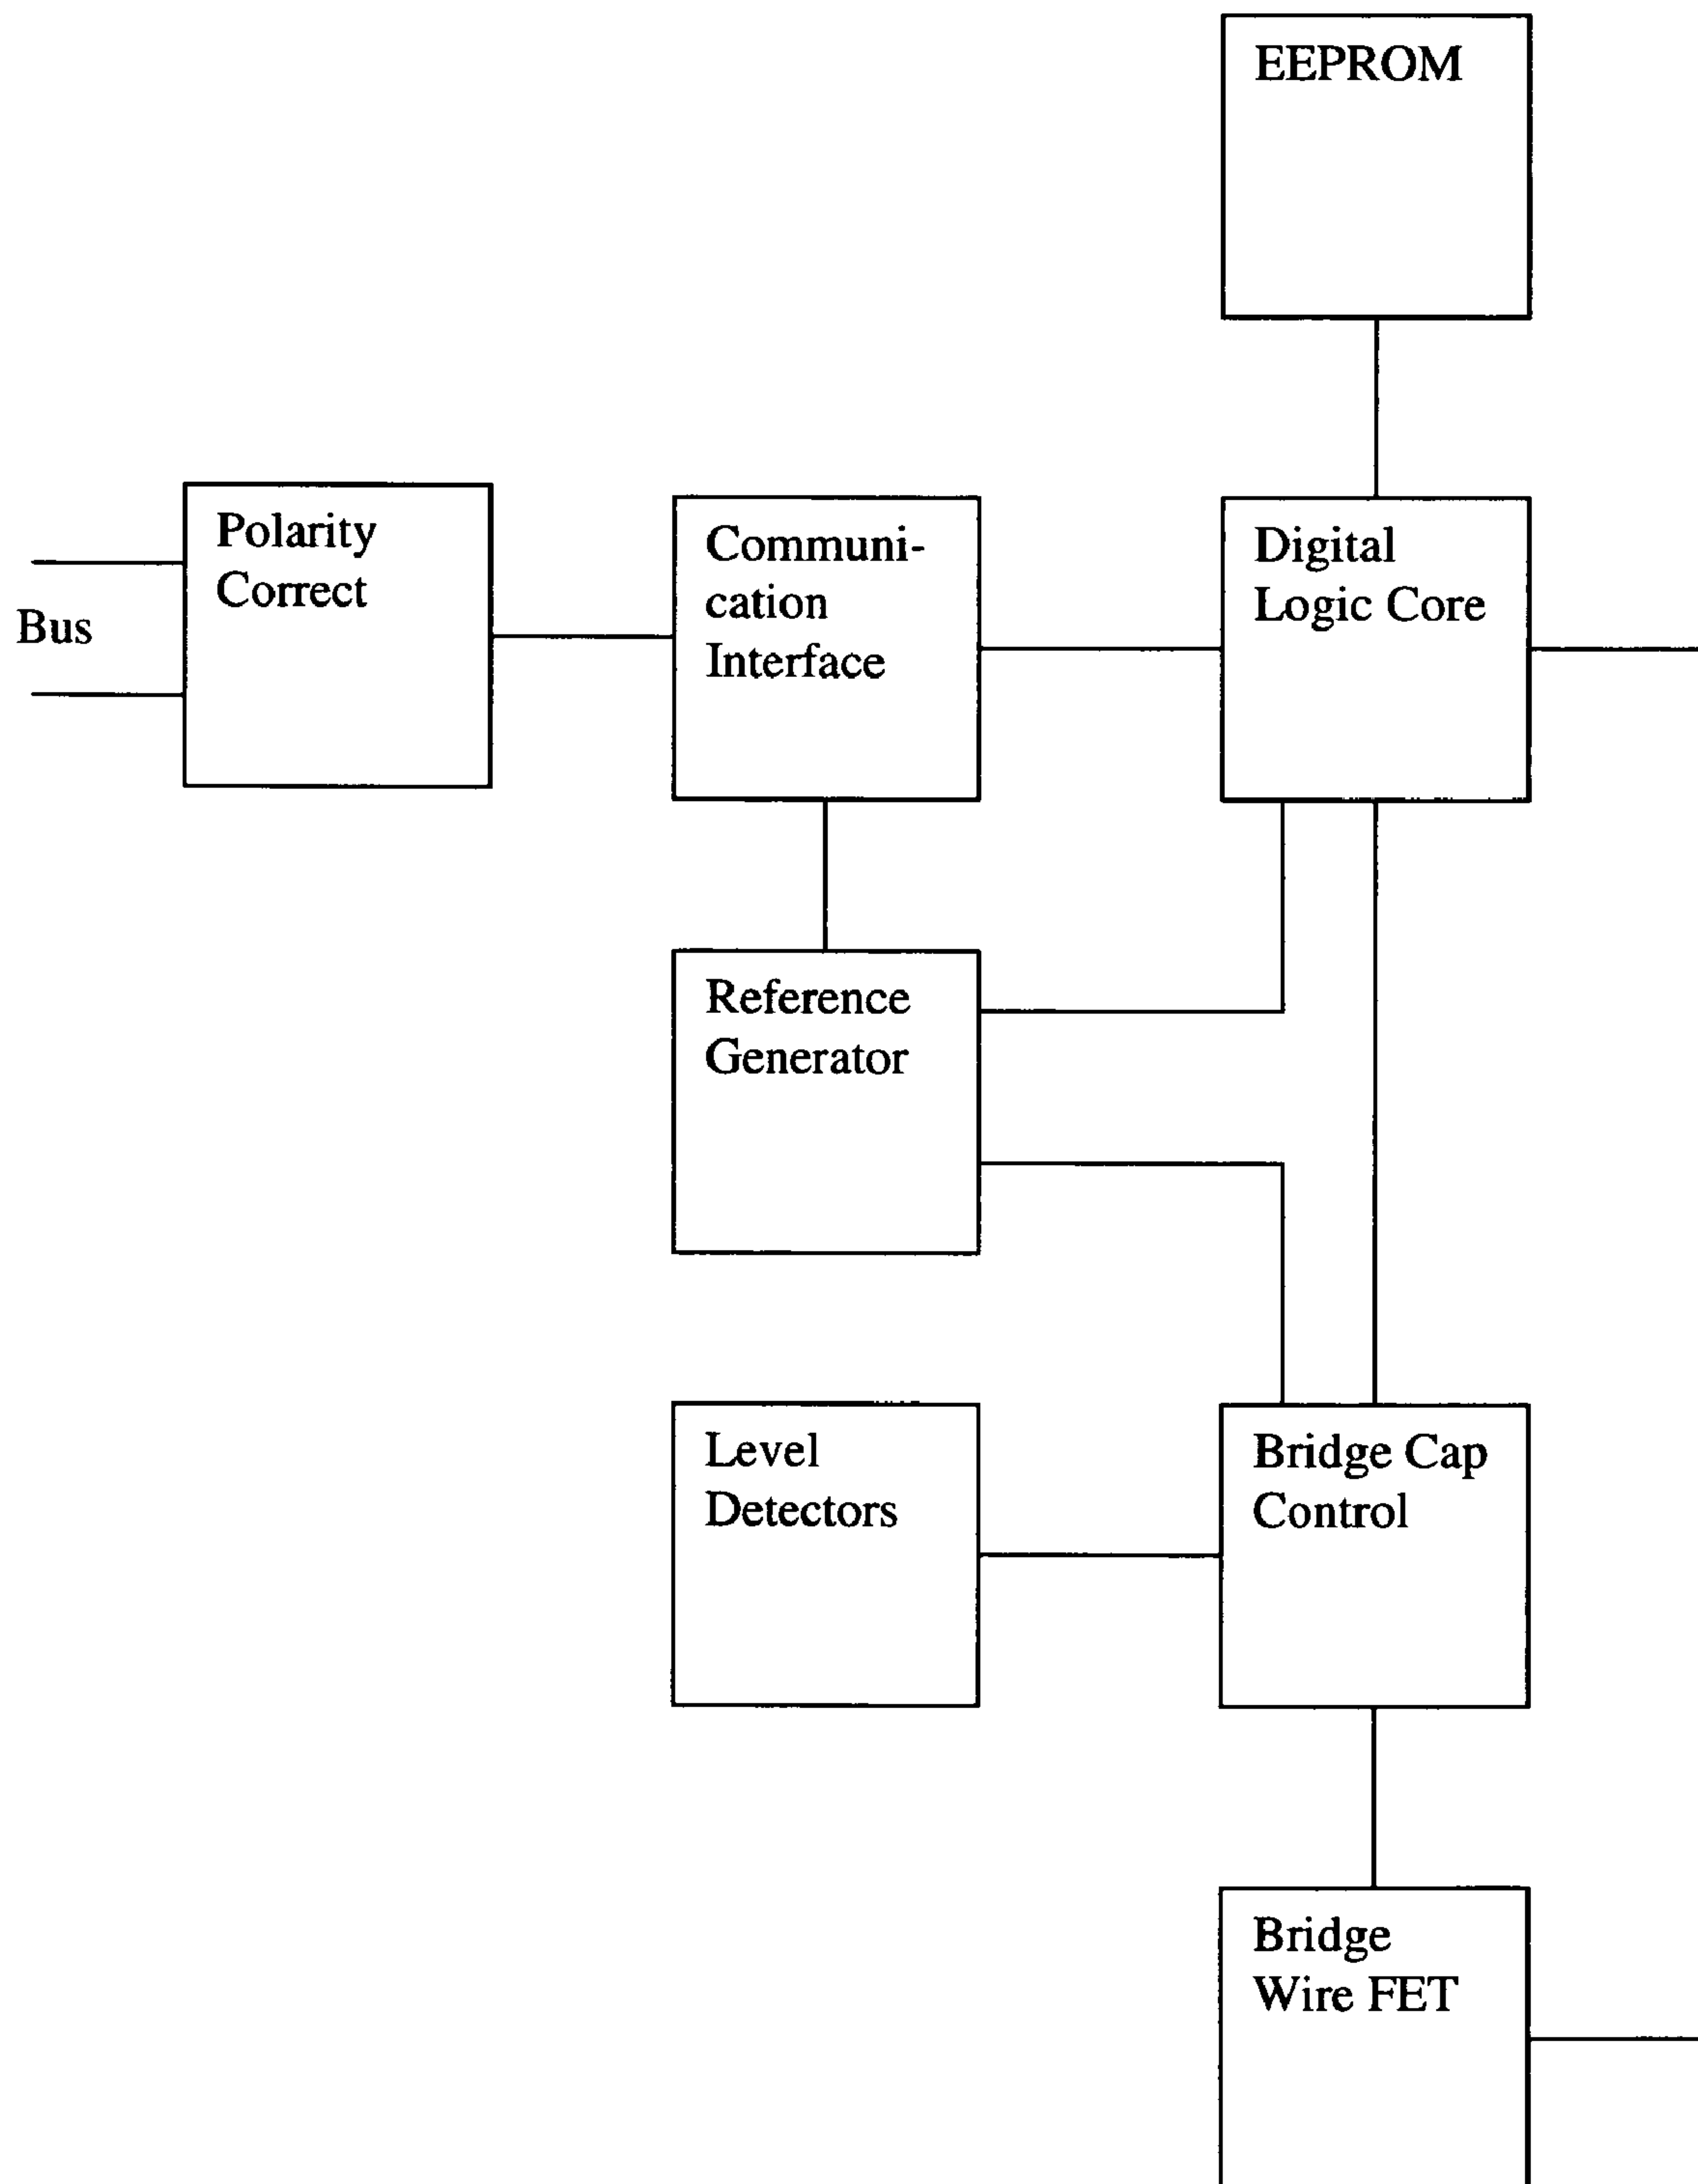 EEPROM
Polarity
Correct
Bus
Communi-
cation
Interface
Digital
Logic Core
Reference
Generator
Level
Detectors
Bridge Cap
Control
Bridge
Wire FET